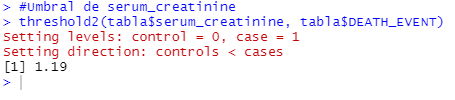 > #Umbral de serum_creatinine
> threshold2(tabla$serum_creatinine, tabla$DEATH_EVENT)
Setting levels: control = 0, case = 1
Setting direction: controls < cases
[1] 1.19
>